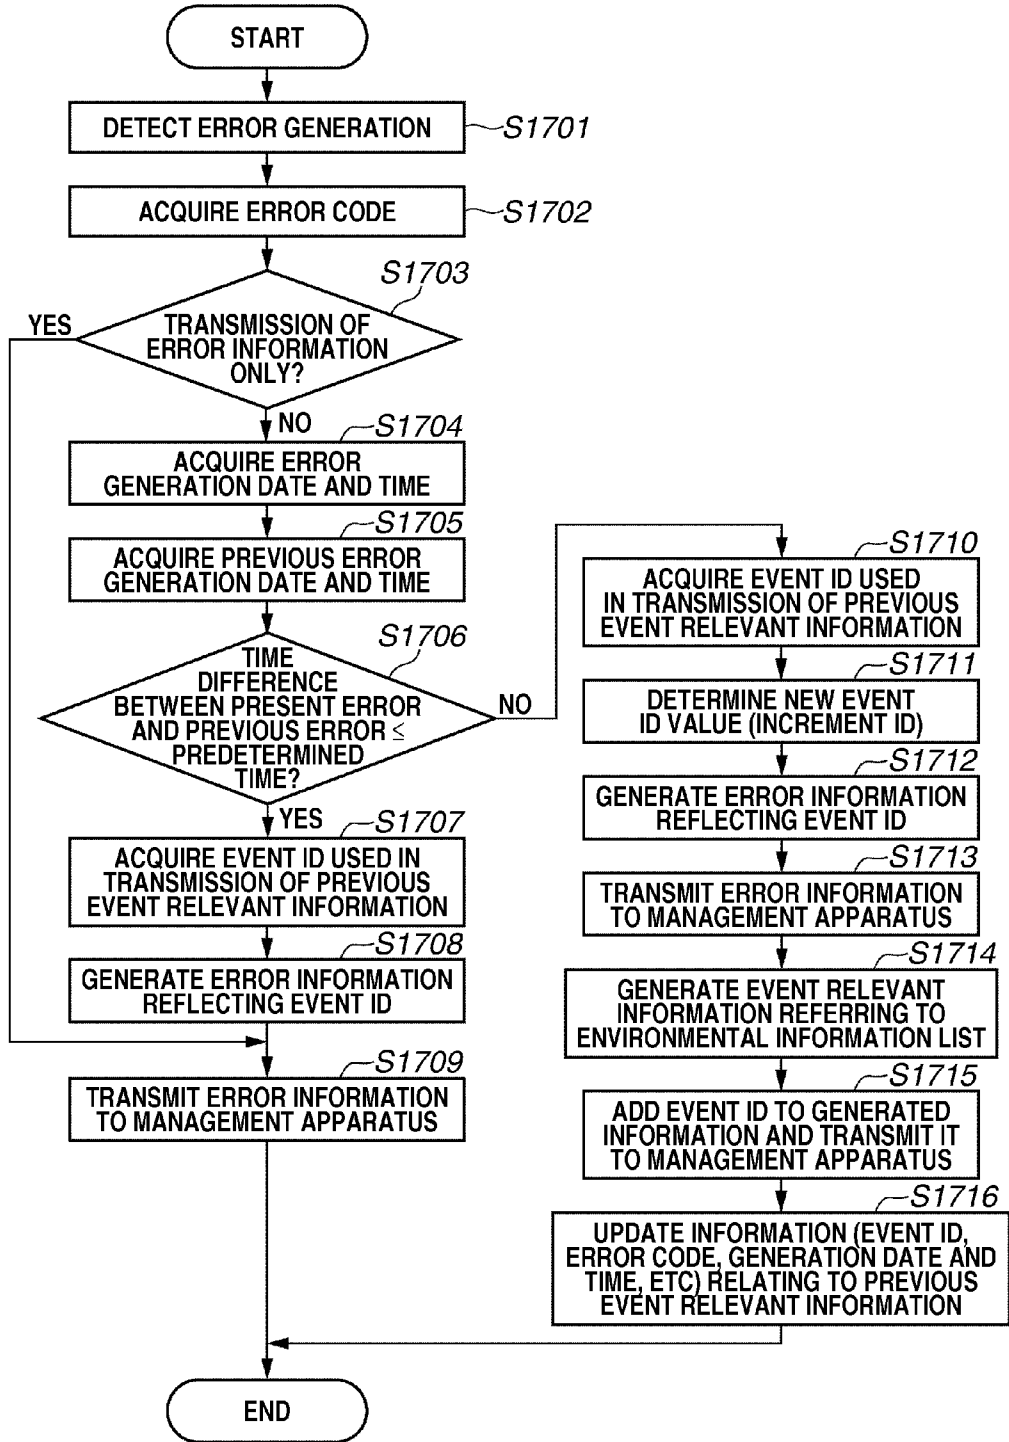 START
DETECT ERROR GENERATION
S1701
ACQUIRE ERROR CODE
S1702
S1703
YES
TRANSMISSION OF
ERROR INFORMATION
ONLY?
NO
S1704
ACQUIRE ERROR
GENERATION DATE AND TIME
S1705
ACQUIRE PREVIOUS ERROR
GENERATION DATE AND TIME
S1706
TIME
DIFFERENCE
BETWEEN PRESENT ERROR
AND PREVIOUS ERROR ≤
PREDETERMINED
TIME?
NO
YES
S1707
ACQUIRE EVENT ID USED IN
TRANSMISSION OF PREVIOUS
EVENT RELEVANT INFORMATION
S1708
GENERATE ERROR INFORMATION
REFLECTING EVENT ID
S1709
TRANSMIT ERROR INFORMATION
TO MANAGEMENT APPARATUS
S1710
ACQUIRE EVENT ID USED
IN TRANSMISSION OF PREVIOUS
EVENT RELEVANT INFORMATION
S1711
DETERMINE NEW EVENT
ID VALUE (INCREMENT ID)
S1712
GENERATE ERROR INFORMATION
REFLECTING EVENT ID
S1713
TRANSMIT ERROR INFORMATION
TO MANAGEMENT APPARATUS
S1714
GENERATE EVENT RELEVANT
INFORMATION REFERRING TO
ENVIRONMENTAL INFORMATION LIST
S1715
ADD EVENT ID TO GENERATED
INFORMATION AND TRANSMIT IT
TO MANAGEMENT APPARATUS
S1716
UPDATE INFORMATION (EVENT ID,
ERROR CODE, GENERATION DATE AND
TIME, ETC) RELATING TO PREVIOUS
EVENT RELEVANT INFORMATION
END